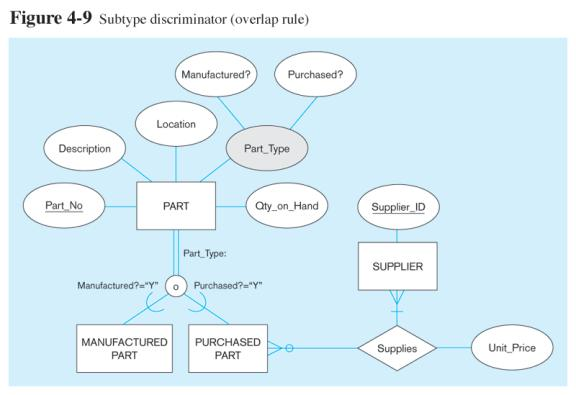 Figure 4-9 Subtype discriminator (overlap rule)
Manufactured?
Purchased?
Location
Description
Part_Type
Part_No
PART
Qty_on_Hand
Supplier_ID
Part_Type:
SUPPLIER
Manufactured?="Y"
o
Purchased?="Y"
MANUFACTURED
PART
PURCHASED
PART
Supplies
Unit_Price